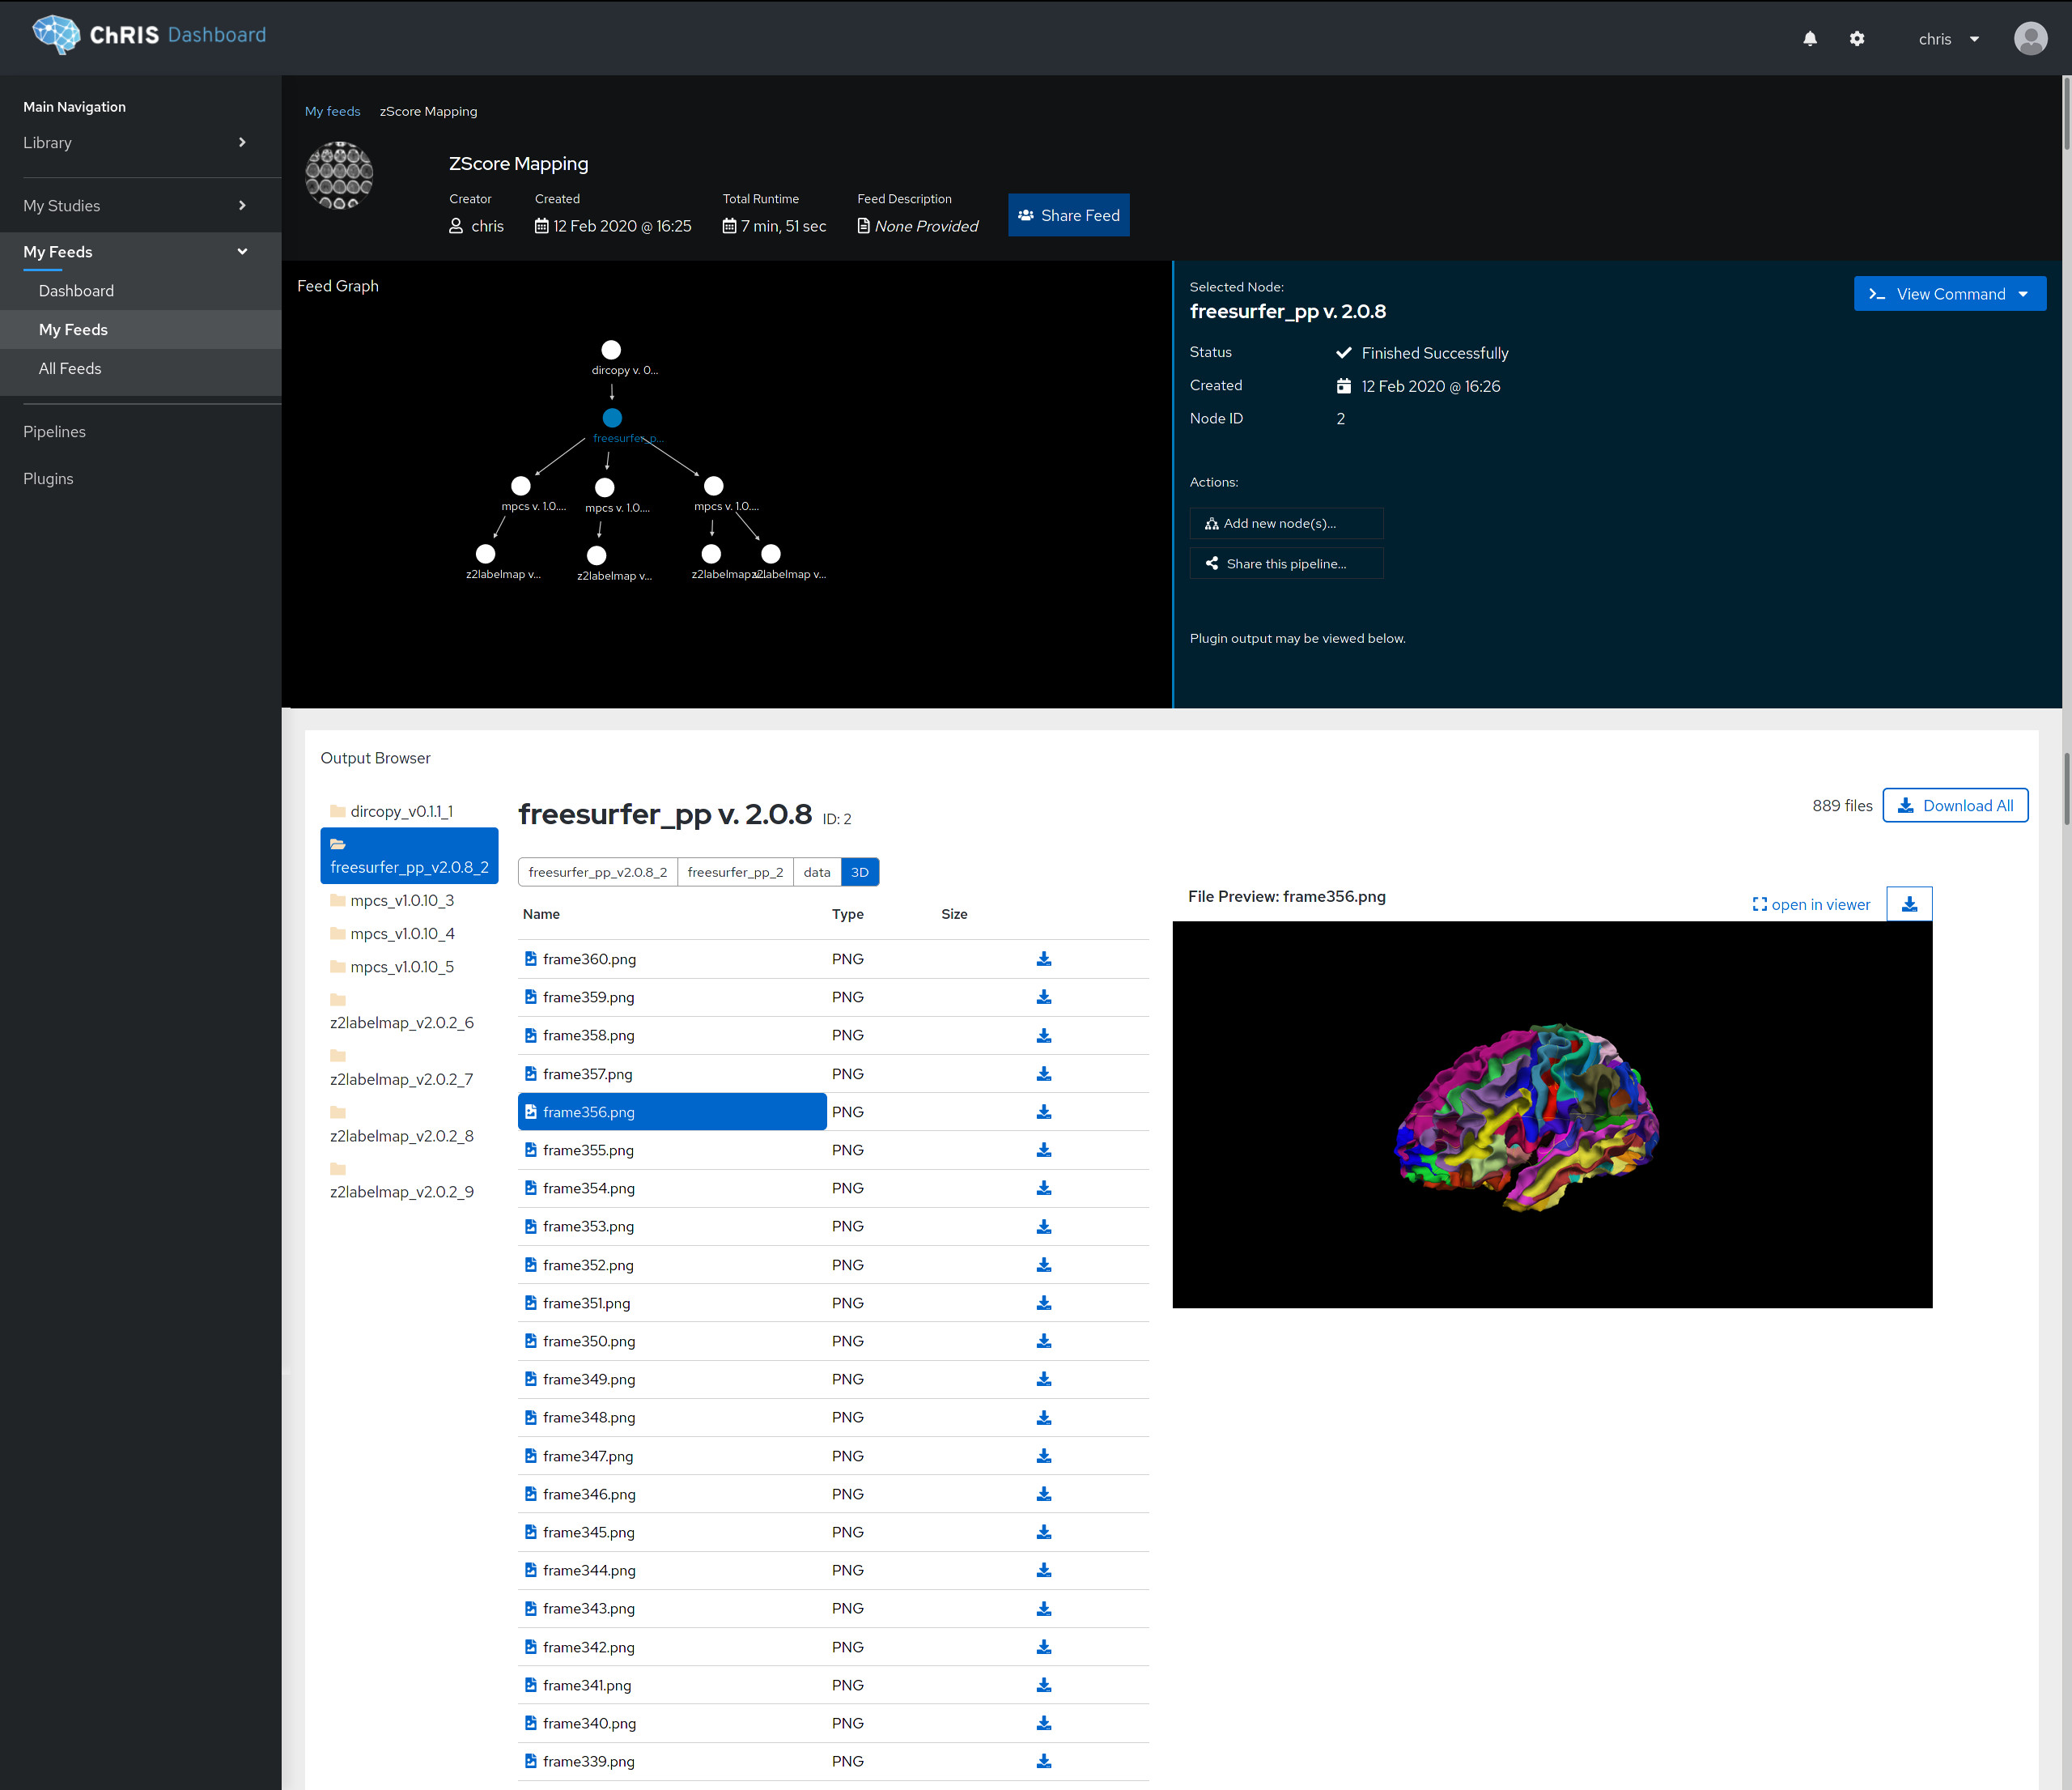 ChRIS Dashboard
chris
Main Navigation
Library
My Studies
My Feeds
Dashboard
My Feeds
All Feeds
Pipelines
Plugins
My feeds zScore Mapping
ZScore Mapping
Creator Created Total Runtime Feed Description
chris 12 Feb 2020 @ 16:25 7 min, 51 sec None Provided
Share Feed
Feed Graph
dircopy v. 0...
freesurfer_p...
mpcs v. 1.0.... mpcs v. 1.0.... mpcs v. 1.0....
z2labelmap v... z2labelmap v... z2labelmap z2labelmap v...
Selected Node:
freesurfer_pp v. 2.0.8
View Command
Status Finished Successfully
Created 12 Feb 2020 @ 16:26
Node ID 2
Actions:
Add new node(s)...
Share this pipeline...
Plugin output may be viewed below.
Output Browser
dircopy_v0.1.1_1
freesurfer_pp_v2.0.8_2
mpcs_v1.0.10_3
mpcs_v1.0.10_4
mpcs_v1.0.10_5
z2labelmap_v2.0.2_6
z2labelmap_v2.0.2_7
z2labelmap_v2.0.2_8
z2labelmap_v2.0.2_9
freesurfer_pp v. 2.0.8 ID: 2
889 files Download All
freesurfer_pp_v2.0.8_2 freesurfer_pp_2 data 3D
Name Type Size
frame360.png PNG
frame359.png PNG
frame358.png PNG
frame357.png PNG
frame356.png PNG
frame355.png PNG
frame354.png PNG
frame353.png PNG
frame352.png PNG
frame351.png PNG
frame350.png PNG
frame349.png PNG
frame348.png PNG
frame347.png PNG
frame346.png PNG
frame345.png PNG
frame344.png PNG
frame343.png PNG
frame342.png PNG
frame341.png PNG
frame340.png PNG
frame339.png PNG
File Preview: frame356.png
open in viewer